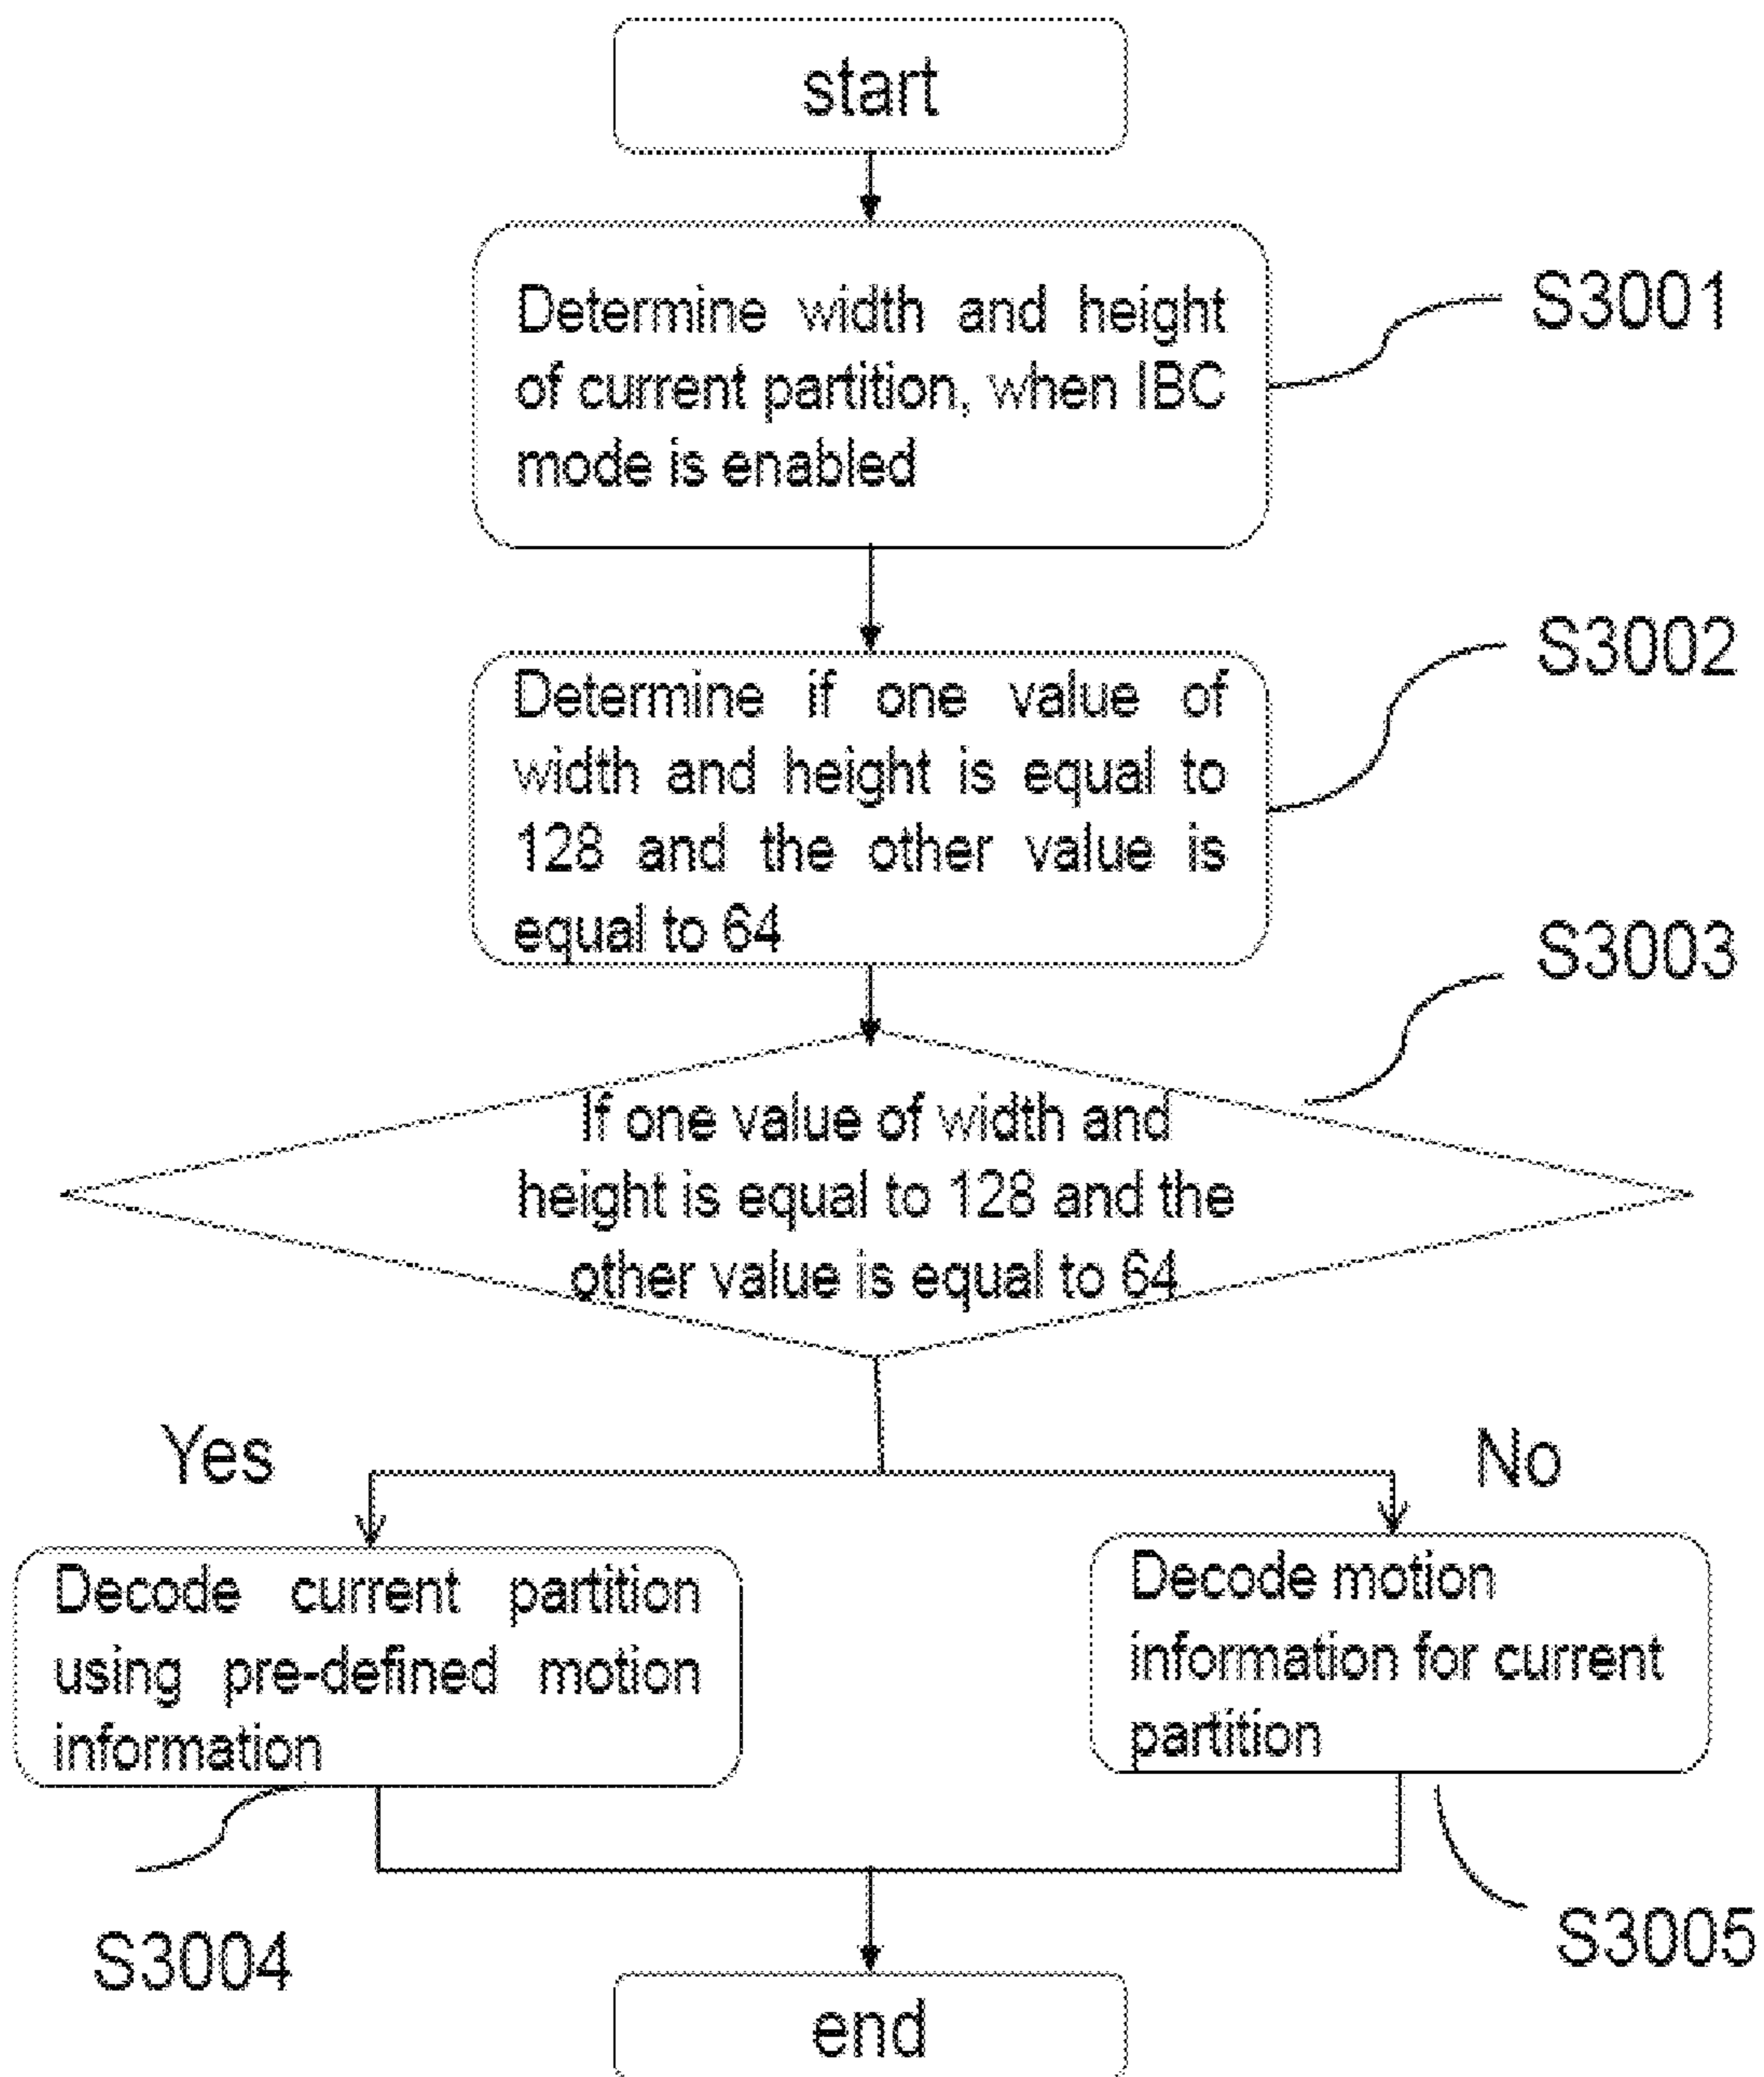 start
Determine width and height
of current partition, when IBC
mode is enabled
S3001
Determine if one value of
width and height is equal to
128 and the other value is
equal to 64
S3002
S3003
If one value of width and
height is equal to 128 and the
other value is equal to 64
Yes
No
Decode current partition
using pre-defined motion
information
Decode motion
information for current
partition
S3004
S3005
end